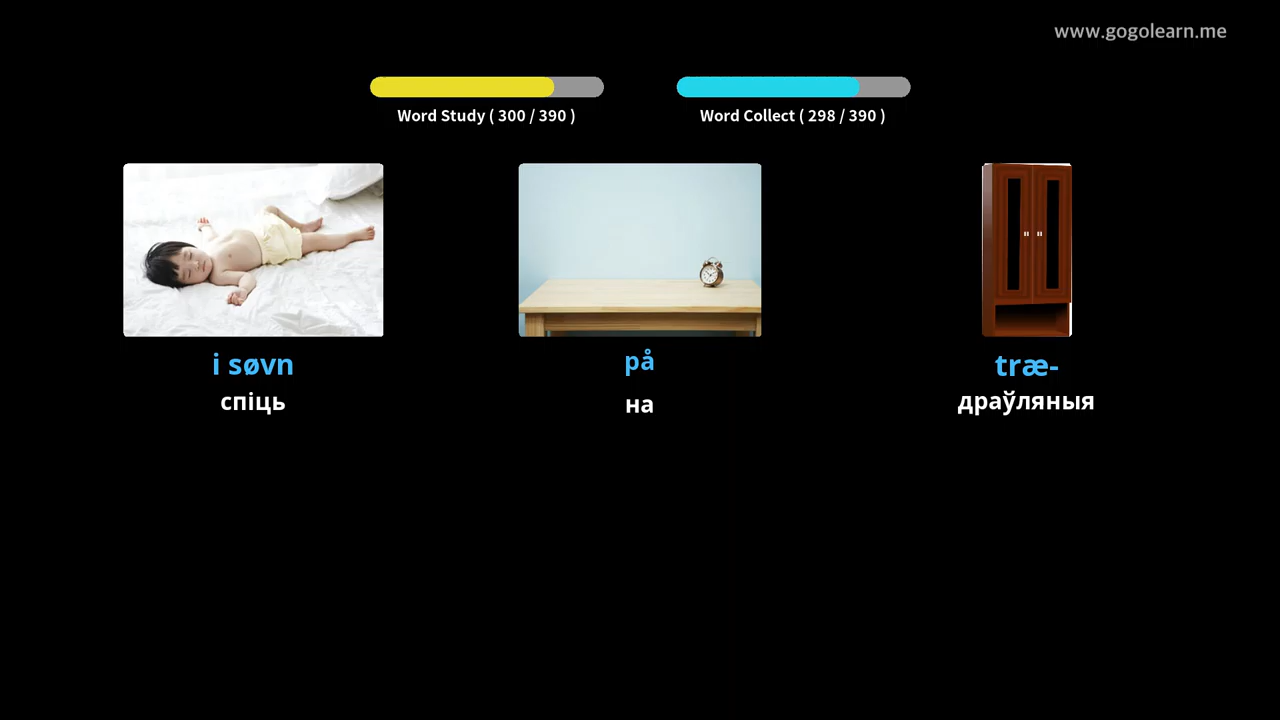 www.gogolearn.me
Word Study ( 300 / 390 )
Word Collect ( 298 / 390 )
i søvn
på
træ-
спіць
на
драўляныя